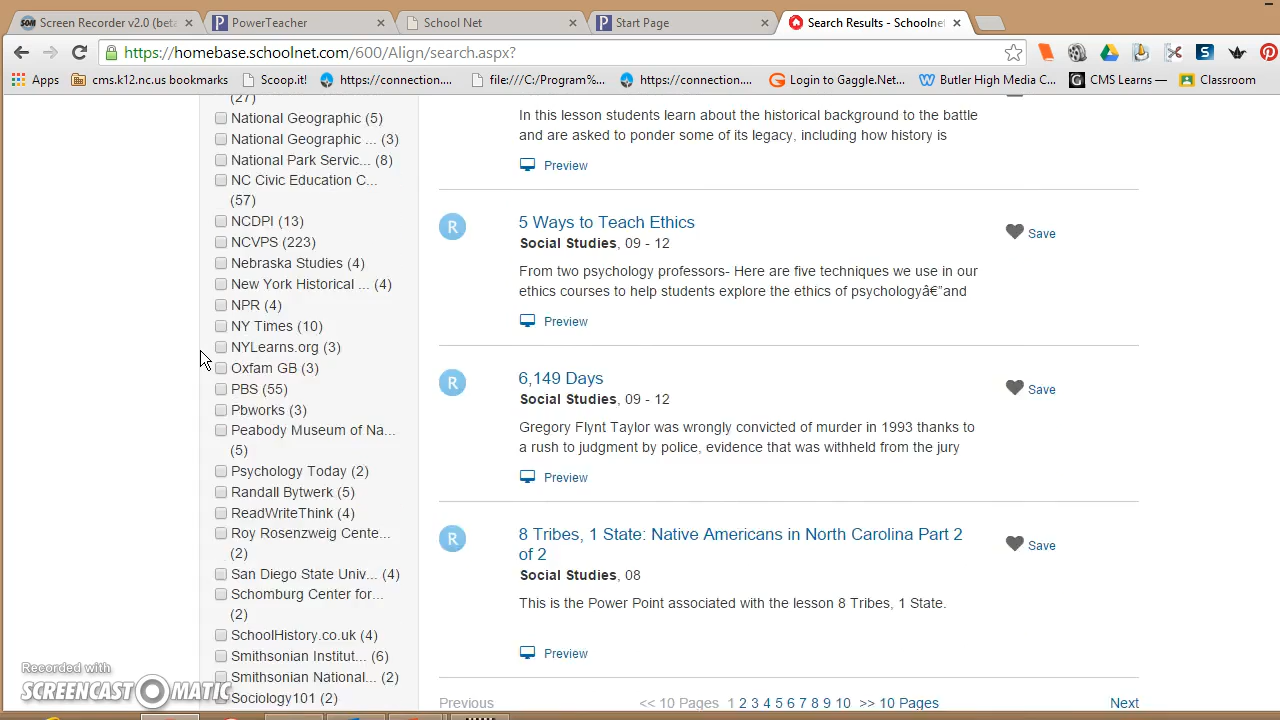 Screen Recorder v2.0 (beta
PowerTeacher
School Net
Start Page
Search Results - Schoolne
https://homebase.schoolnet.com/600/Align/search.aspx?
Apps
cms.k12.nc.us bookmarks
Scoop.it!
https://connection....
file:///C:/Program%...
https://connection....
Login to Gaggle.Net...
Butler High Media C...
CMS Learns —
Classroom
(27)
National Geographic (5)
National Geographic ... (3)
National Park Servic... (8)
NC Civic Education C...
(57)
NCDPI (13)
NCVPS (223)
Nebraska Studies (4)
New York Historical ... (4)
NPR (4)
NY Times (10)
NYLearns.org (3)
Oxfam GB (3)
PBS (55)
Pbworks (3)
Peabody Museum of Na...
(5)
Psychology Today (2)
Randall Bytwerk (5)
ReadWriteThink (4)
Roy Rosenzweig Cente...
(2)
San Diego State Univ... (4)
Schomburg Center for...
(2)
SchoolHistory.co.uk (4)
Smithsonian Institut... (6)
Smithsonian National... (2)
Sociology101 (2)
In this lesson students learn about the historical background to the battle
and are asked to ponder some of its legacy, including how history is
Preview
R
5 Ways to Teach Ethics
Social Studies, 09 - 12
Save
From two psychology professors- Here are five techniques we use in our
ethics courses to help students explore the ethics of psychologyâ€"and
Preview
R
6,149 Days
Social Studies, 09 - 12
Save
Gregory Flynt Taylor was wrongly convicted of murder in 1993 thanks to
a rush to judgment by police, evidence that was withheld from the jury
Preview
R
8 Tribes, 1 State: Native Americans in North Carolina Part 2
of 2
Social Studies, 08
Save
This is the Power Point associated with the lesson 8 Tribes, 1 State.
Preview
Previous
<< 10 Pages 1 2 3 4 5 6 7 8 9 10 >> 10 Pages
Next
Recorded with
SCREENCAST-O-MATIC